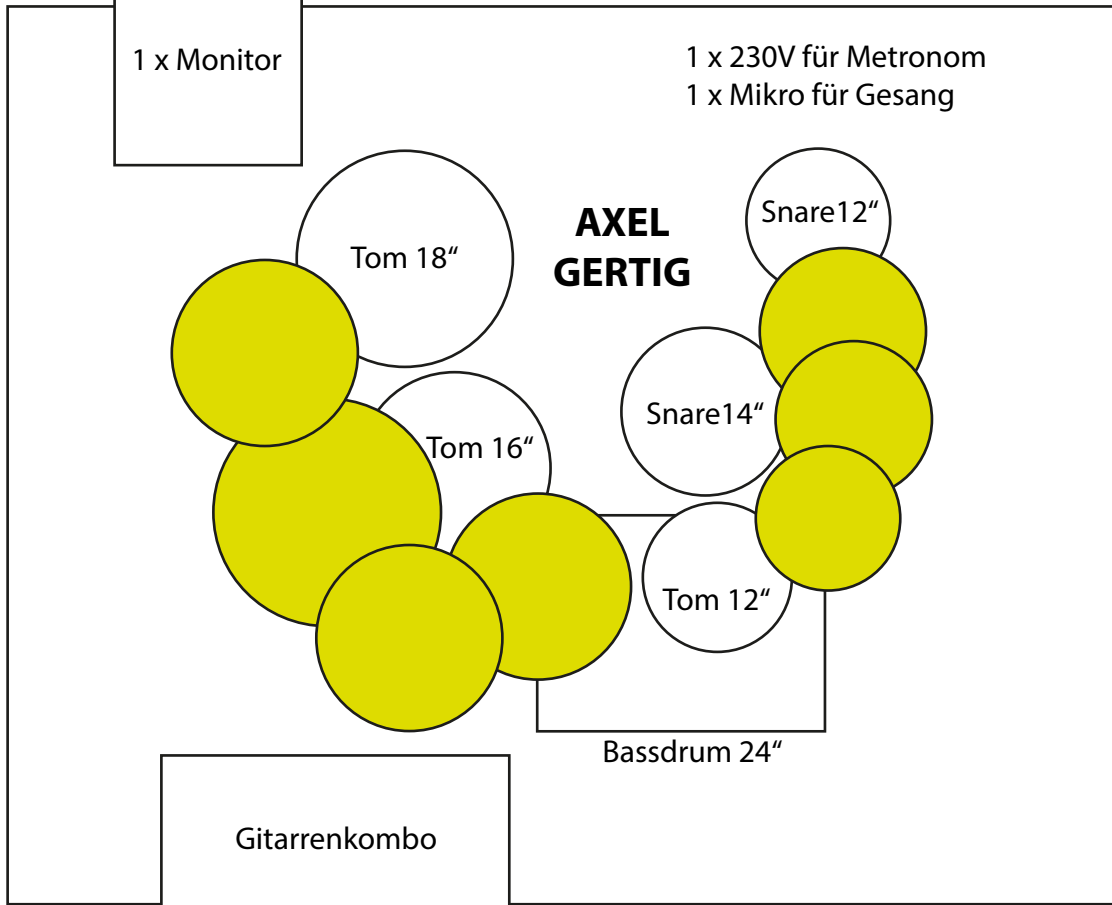 1 x Monitor
1 x 230V für Metronom
1 x Mikro für Gesang
AXEL
GERTIG
Snare12“
Tom 18“
Snare14“
Tom 16“
Tom 12“
Bassdrum 24“
Gitarrenkombo